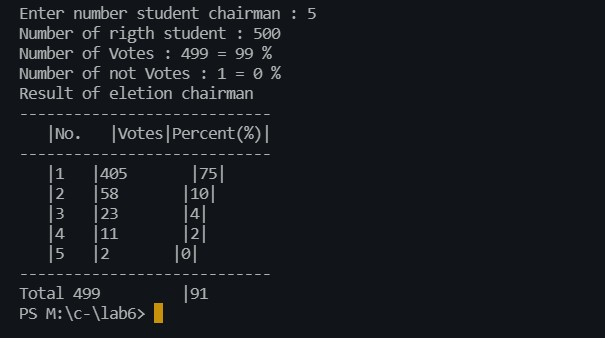 Enter number student chairman : 5
Number of rigth student : 500
Number of Votes : 499 = 99 %
Number of not Votes : 1 = 0 %
Result of eletion chairman
----------------------------
   |No.   |Votes|Percent(%)|
----------------------------
   |1   |405       |75|
   |2   |58       |10|
   |3   |23       |4|
   |4   |11       |2|
   |5   |2       |0|
----------------------------
Total 499         |91
PS M:\c-\lab6>